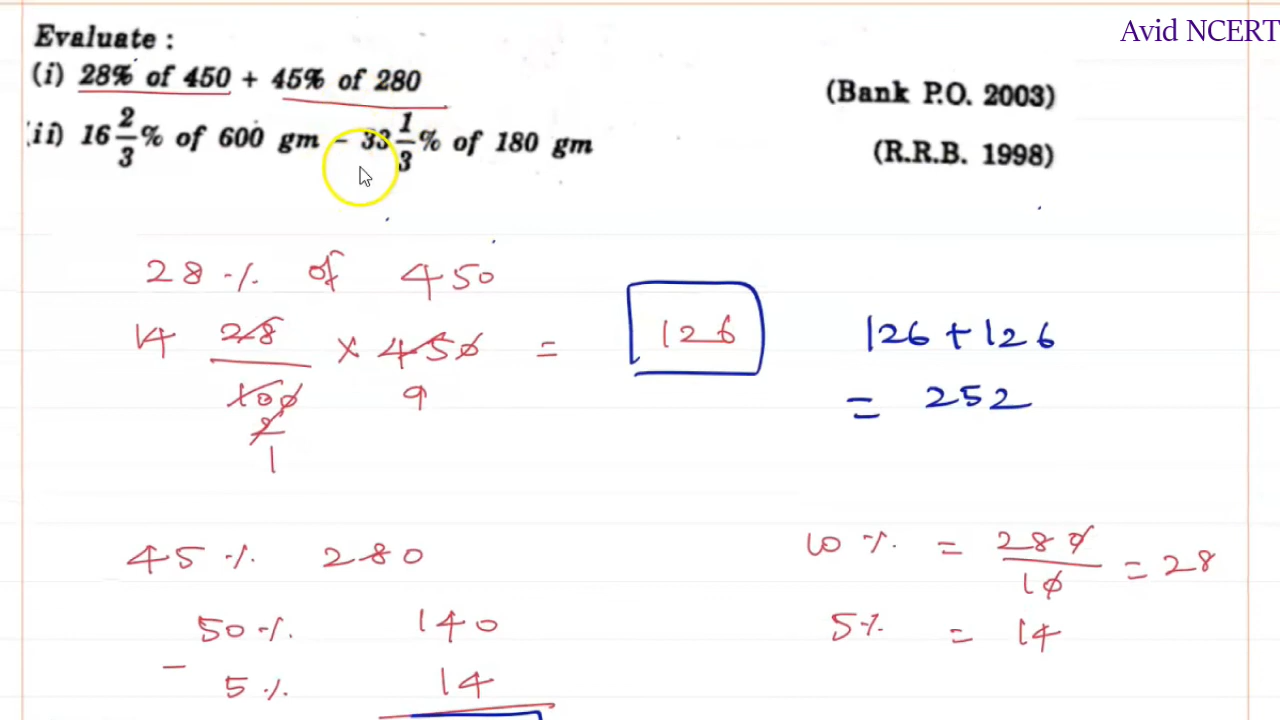 Avid NCERT
Evaluate :
(i) 28% of 450 + 45% of 280 (Bank P.O. 2003)
(ii) 16 2/3 % of 600 gm – 33 1/3 % of 180 gm (R.R.B. 1998)
28 % of 450
14 28/100 × 450 = 126
2 9
1
126 + 126
= 252
45 % 280
50 % 140
– 5 % 14
10 % = 280/10 = 28
5 % = 14